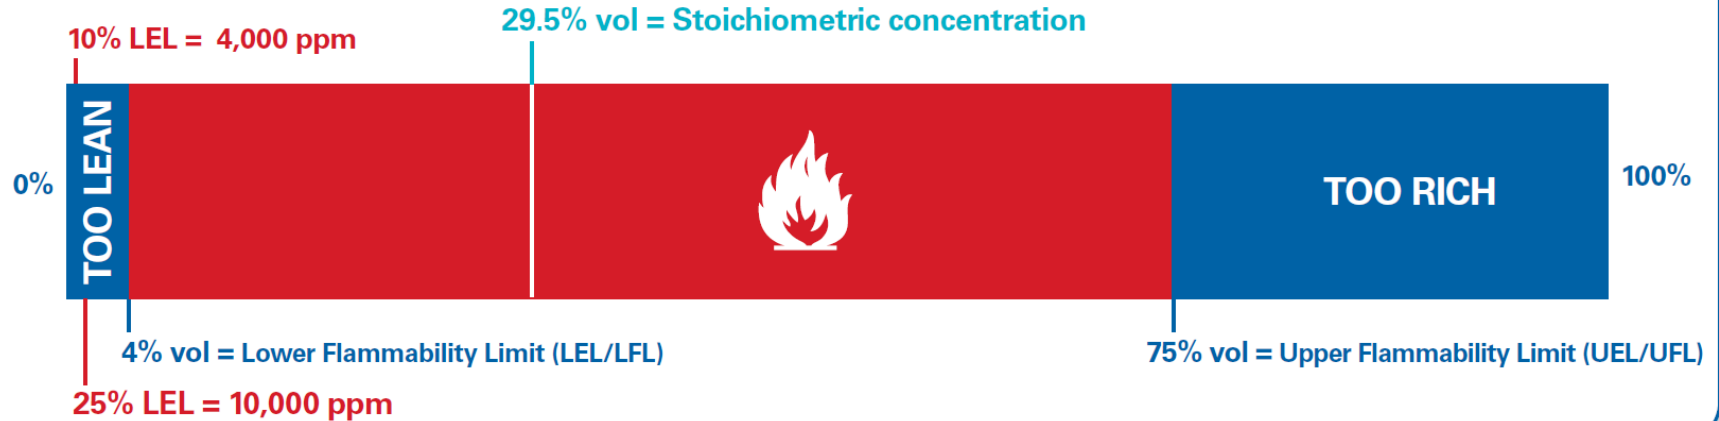 29.5% vol = Stoichiometric concentration
10% LEL = 4,000 ppm
0%
TOO LEAN
TOO RICH
100%
4% vol = Lower Flammability Limit (LEL/LFL)
75% vol = Upper Flammability Limit (UEL/UFL)
25% LEL = 10,000 ppm